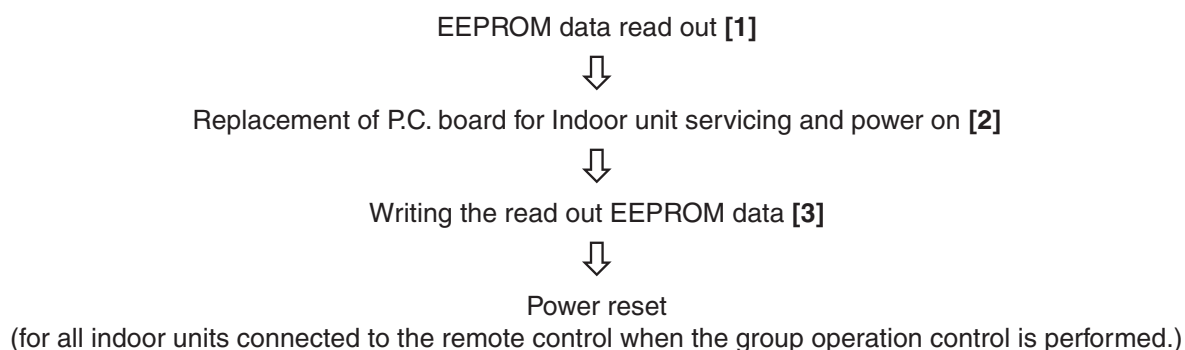 EEPROM data read out [1]
⇩
Replacement of P.C. board for Indoor unit servicing and power on [2]
⇩
Writing the read out EEPROM data [3]
⇩
Power reset
(for all indoor units connected to the remote control when the group operation control is performed.)